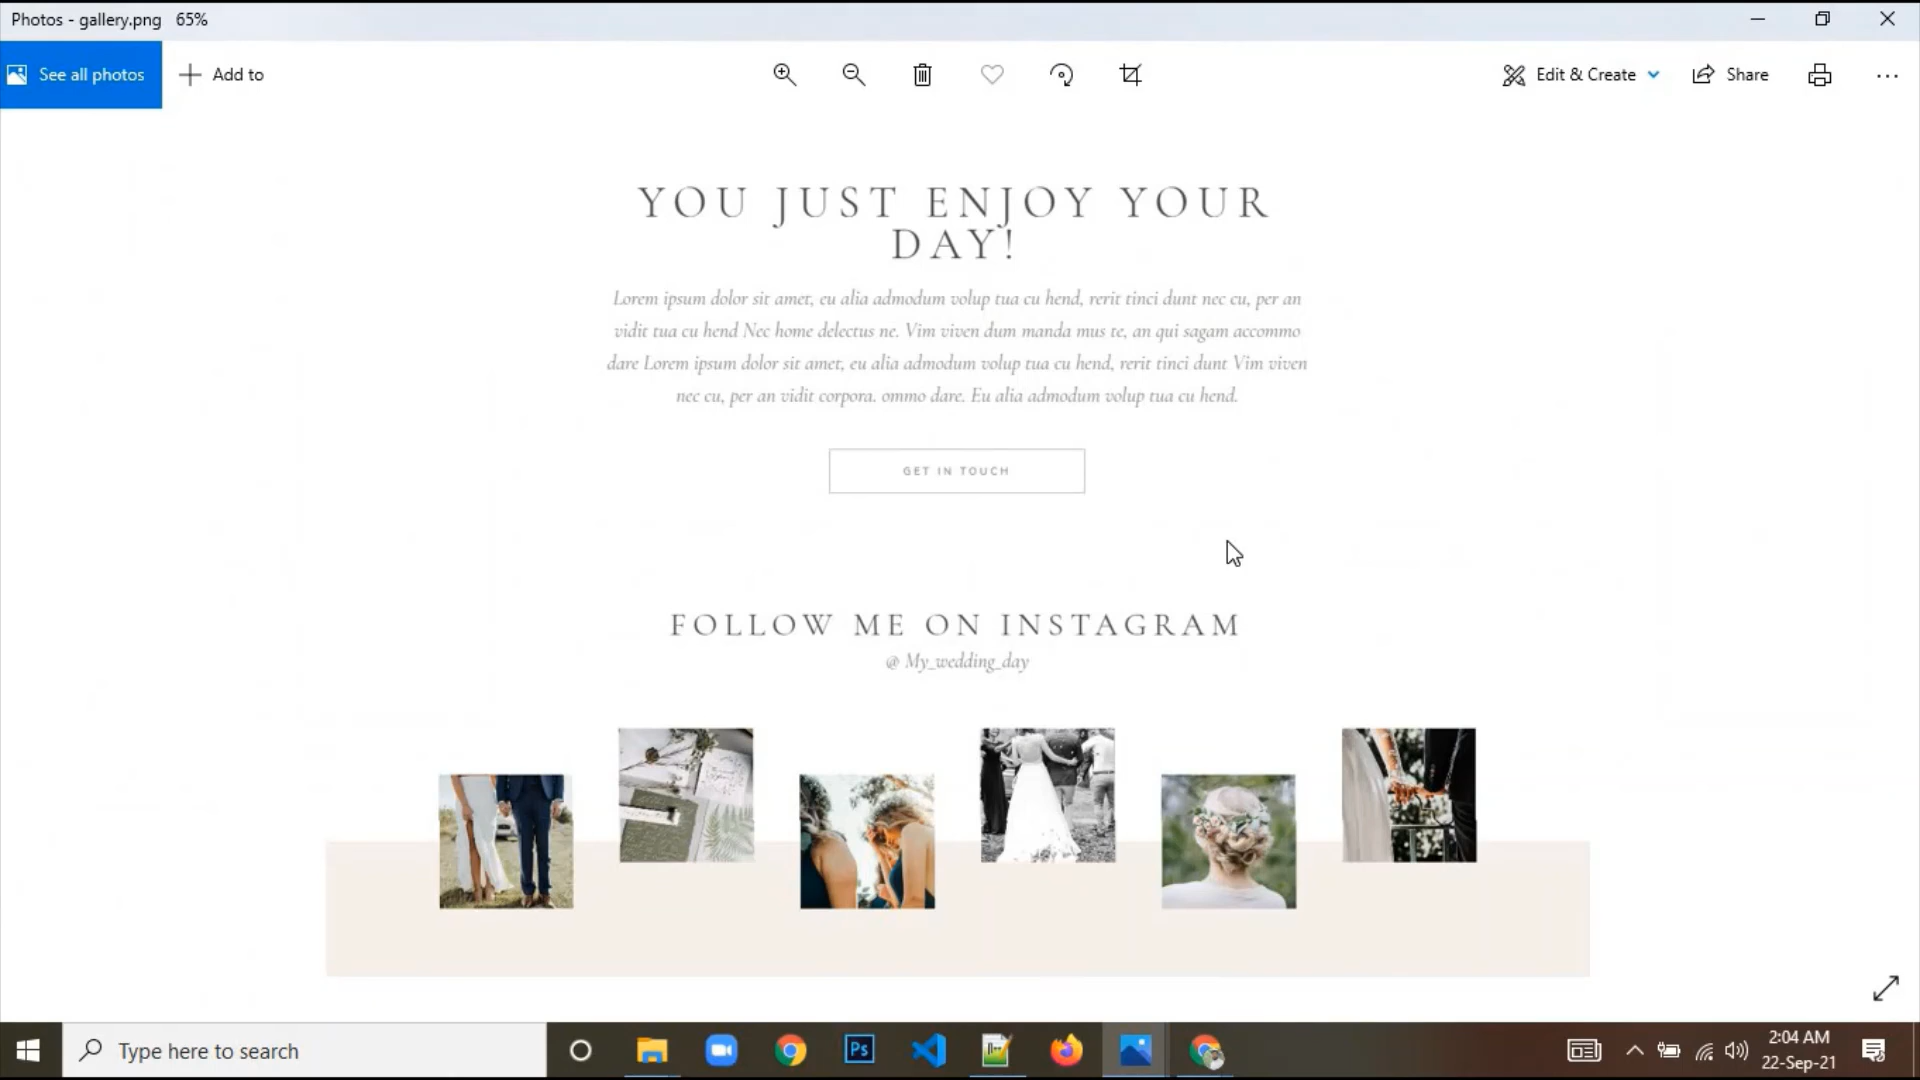 Photos - gallery.png 65%
See all photos
Add to
Edit & Create
Share
YOU JUST ENJOY YOUR
DAY!
Lorem ipsum dolor sit amet, eu alia admodum volup tua cu hend, rerit tinci dunt nec cu, per an
vidit tua cu hend Nec home delectus ne. Vim viven dum manda mus te, an qui sagam accommo
dare Lorem ipsum dolor sit amet, eu alia admodum volup tua cu hend, rerit tinci dunt Vim viven
nec cu, per an vidit corpora. ommo dare. Eu alia admodum volup tua cu hend.
GET IN TOUCH
FOLLOW ME ON INSTAGRAM
@ My_wedding_day
Type here to search
Ps
2:04 AM
22-Sep-21